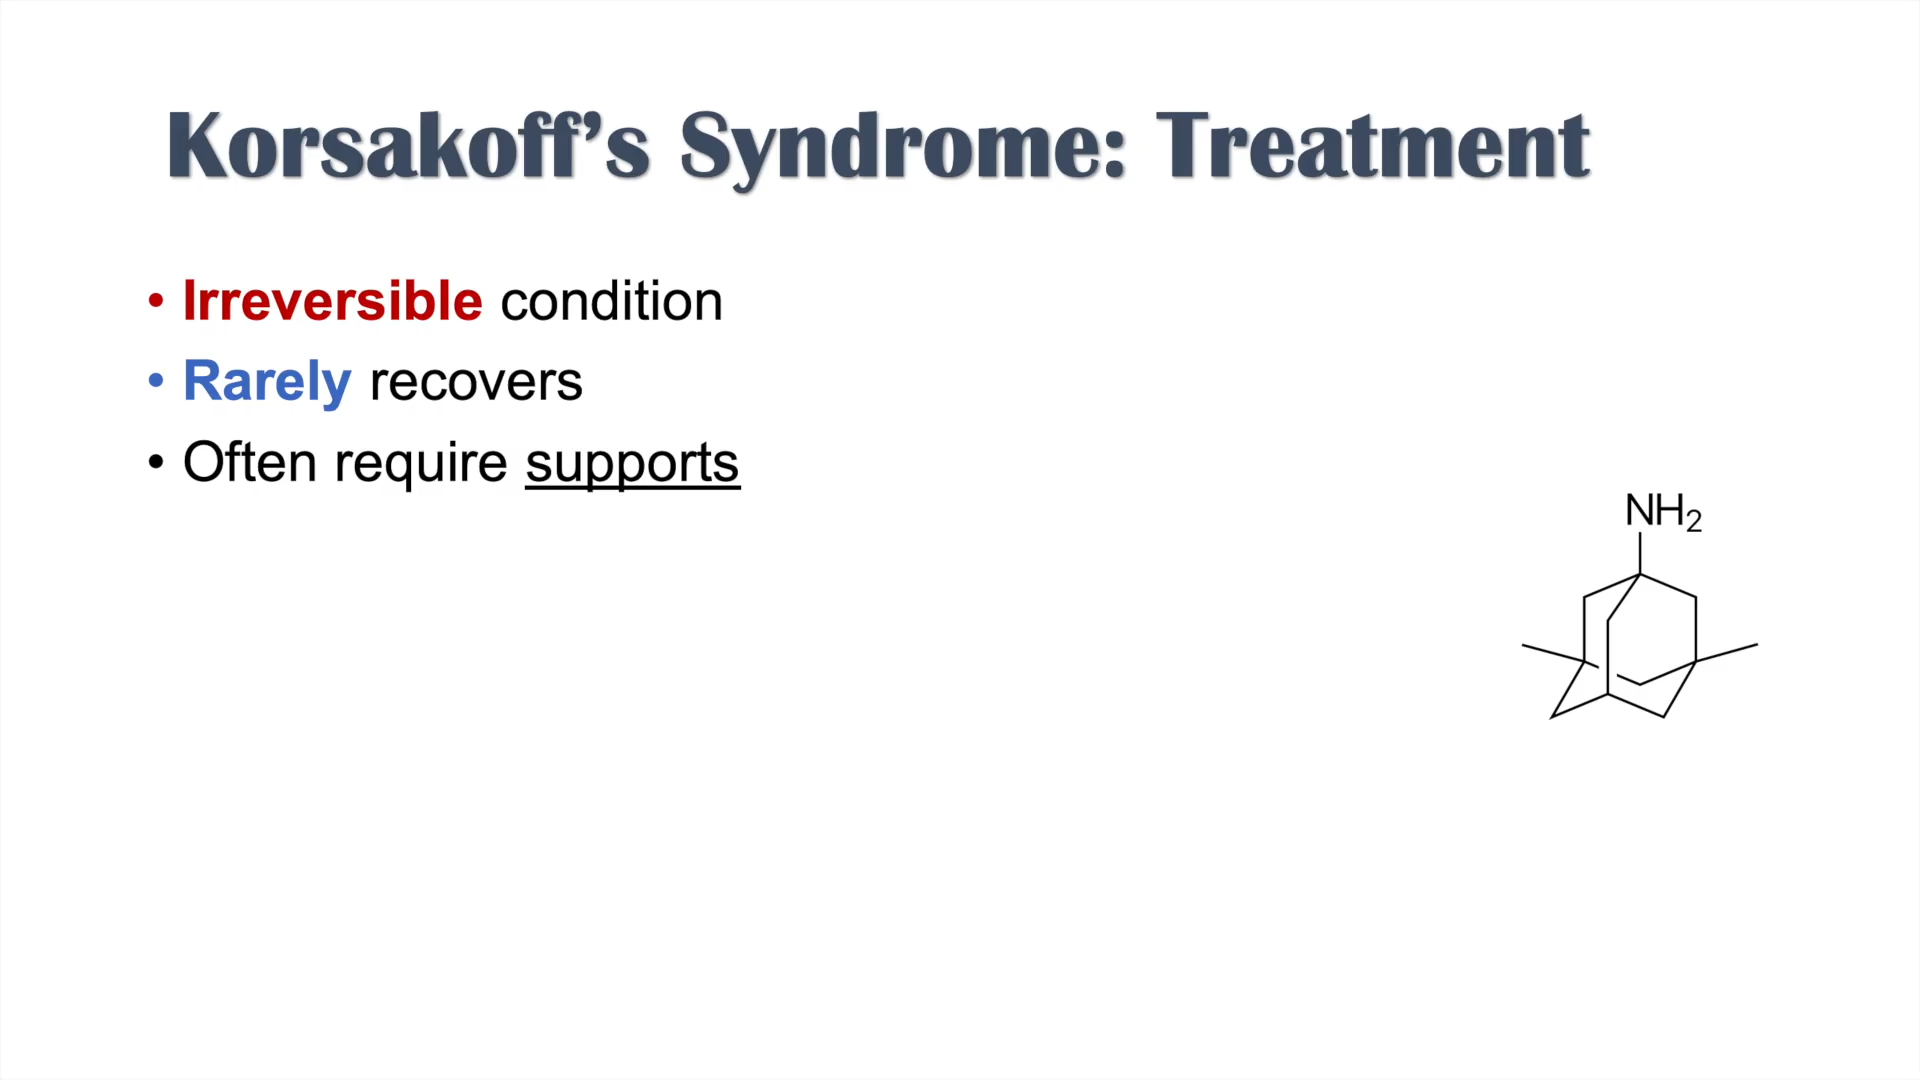 Korsakoff’s Syndrome: Treatment
• Irreversible condition
• Rarely recovers
• Often require supports
NH₂